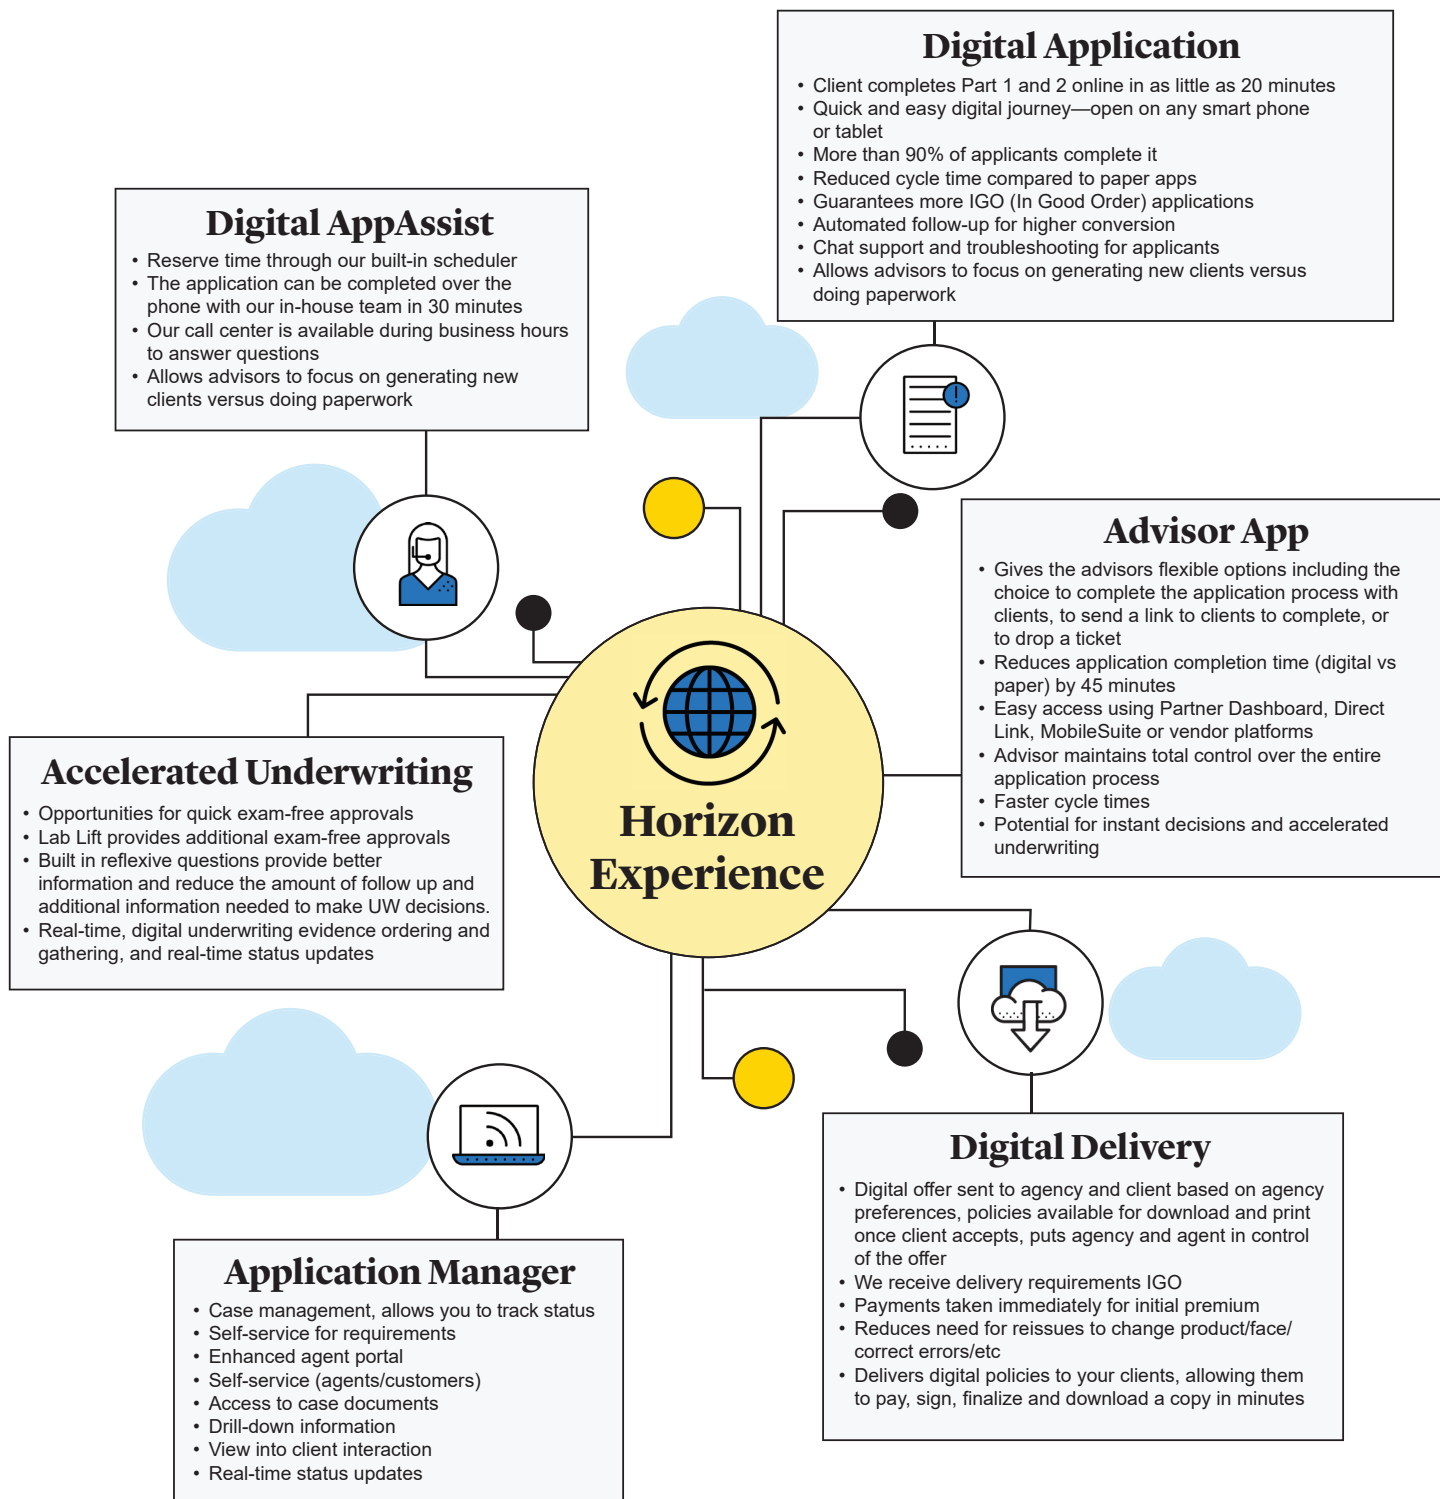 Digital Application
• Client completes Part 1 and 2 online in as little as 20 minutes
• Quick and easy digital journey—open on any smart phone
or tablet
• More than 90% of applicants complete it
• Reduced cycle time compared to paper apps
• Guarantees more IGO (In Good Order) applications
• Automated follow-up for higher conversion
• Chat support and troubleshooting for applicants
• Allows advisors to focus on generating new clients versus
doing paperwork
Digital AppAssist
• Reserve time through our built-in scheduler
• The application can be completed over the
phone with our in-house team in 30 minutes
• Our call center is available during business hours
to answer questions
• Allows advisors to focus on generating new
clients versus doing paperwork
Advisor App
• Gives the advisors flexible options including the
choice to complete the application process with
clients, to send a link to clients to complete, or
to drop a ticket
• Reduces application completion time (digital vs
paper) by 45 minutes
• Easy access using Partner Dashboard, Direct
Link, MobileSuite or vendor platforms
• Advisor maintains total control over the entire
application process
• Faster cycle times
• Potential for instant decisions and accelerated
underwriting
Horizon
Experience
Accelerated Underwriting
• Opportunities for quick exam-free approvals
• Lab Lift provides additional exam-free approvals
• Built in reflexive questions provide better
information and reduce the amount of follow up and
additional information needed to make UW decisions.
• Real-time, digital underwriting evidence ordering and
gathering, and real-time status updates
Digital Delivery
• Digital offer sent to agency and client based on agency
preferences, policies available for download and print
once client accepts, puts agency and agent in control
of the offer
• We receive delivery requirements IGO
• Payments taken immediately for initial premium
• Reduces need for reissues to change product/face/
correct errors/etc
• Delivers digital policies to your clients, allowing them
to pay, sign, finalize and download a copy in minutes
Application Manager
• Case management, allows you to track status
• Self-service for requirements
• Enhanced agent portal
• Self-service (agents/customers)
• Access to case documents
• Drill-down information
• View into client interaction
• Real-time status updates